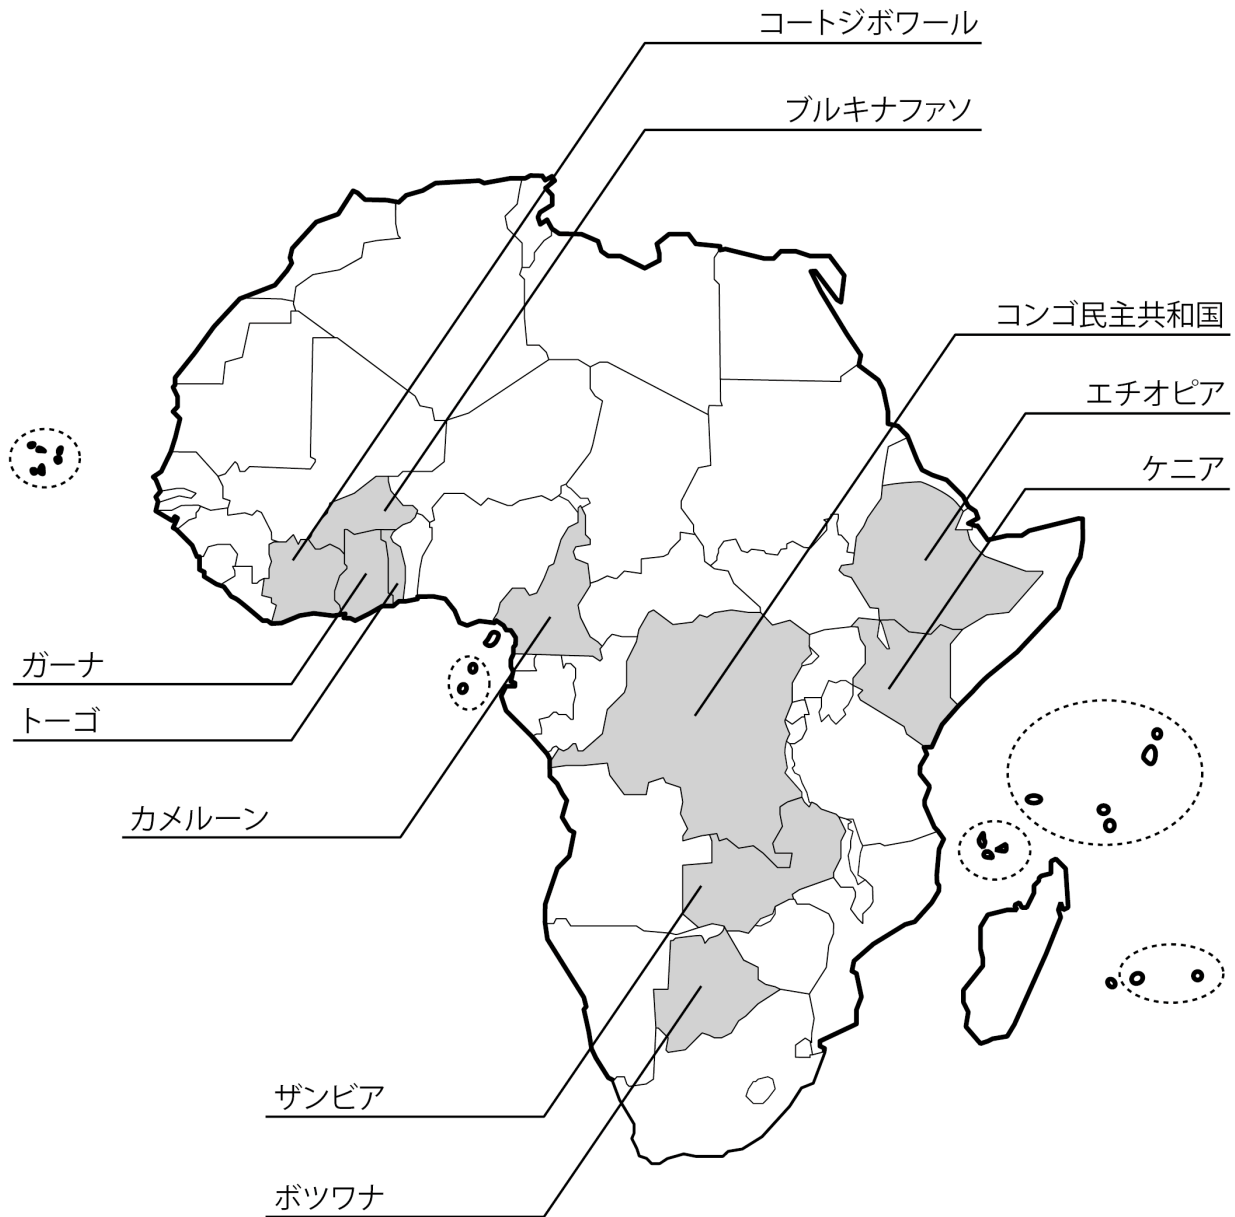 コートジボワール
ブルキナファソ
コンゴ民主共和国
エチオピア
ケニア
ガーナ
トーゴ
カメルーン
ザンビア
ボツワナ